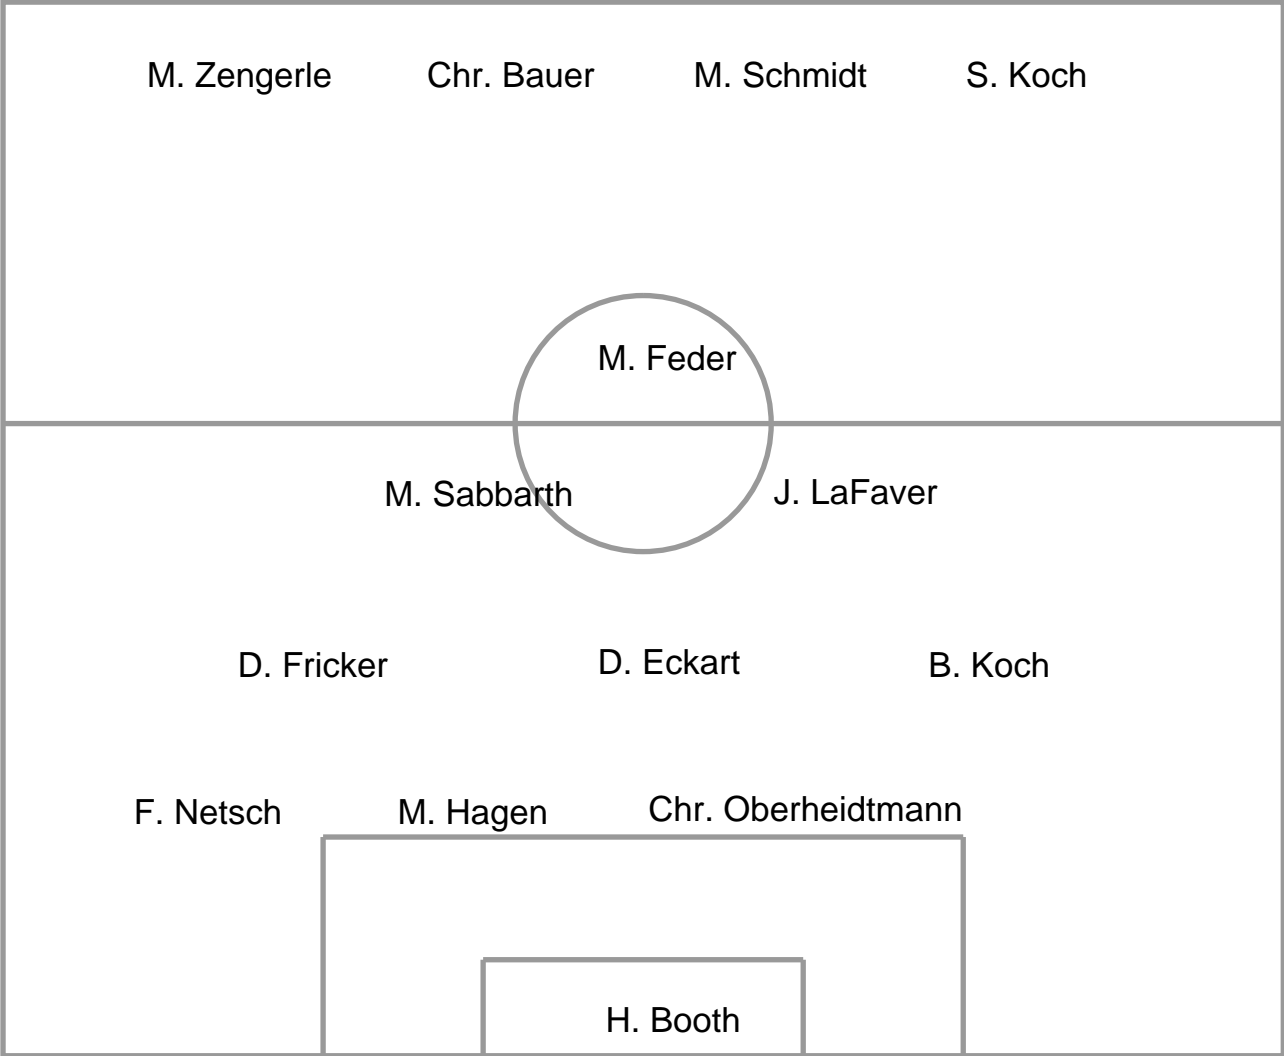 M. Zengerle Chr. Bauer M. Schmidt S. Koch
M. Feder
M. Sabbarth J. LaFaver
D. Fricker D. Eckart B. Koch
F. Netsch M. Hagen Chr. Oberheidtmann
H. Booth